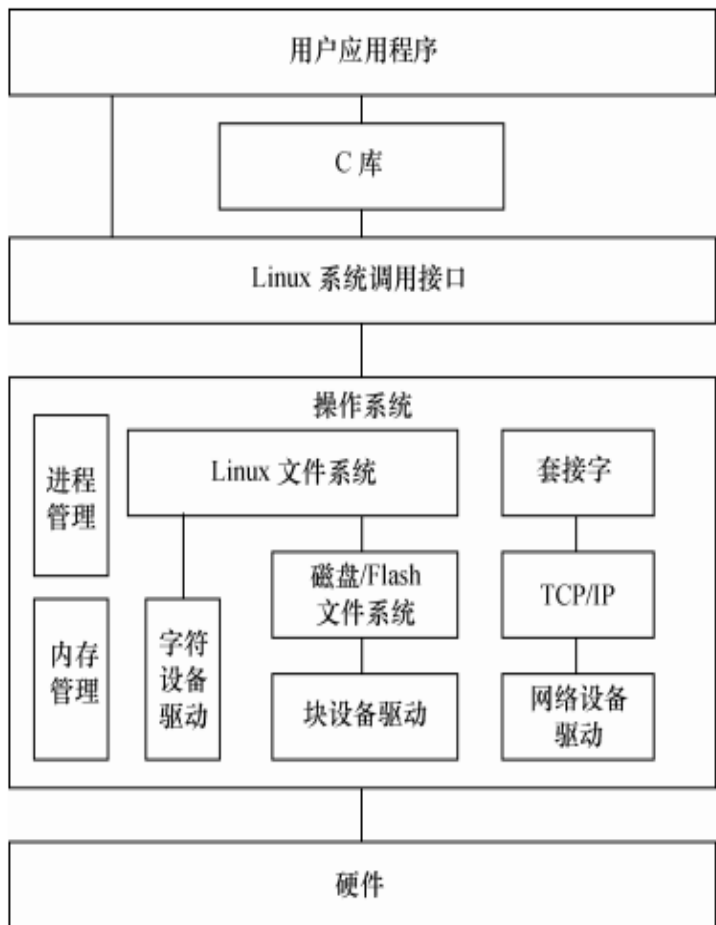 用户应用程序
C 库
Linux 系统调用接口
操作系统
进程
管理
内存
管理
Linux 文件系统
字符
设备
驱动
磁盘/Flash
文件系统
块设备驱动
套接字
TCP/IP
网络设备
驱动
硬件